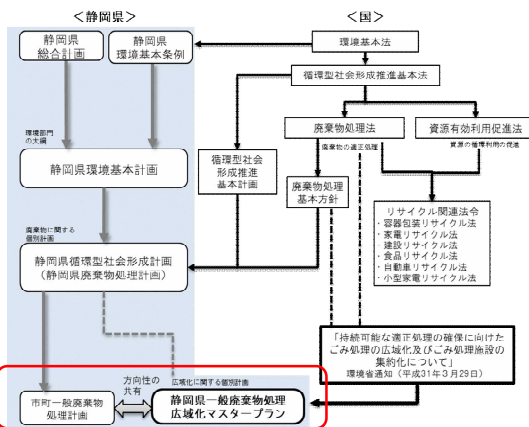 ＜静岡県＞
＜国＞
静岡県
総合計画
静岡県
環境基本条例
環境基本法
循環型社会形成推進基本法
環境部門
の大綱
廃棄物処理法
廃棄物の適正処理
資源有効利用促進法
資源の循環利用の促進
静岡県環境基本計画
循環型社会
形成推進
基本計画
廃棄物処理
基本方針
リサイクル関連法令
・容器包装リサイクル法
・家電リサイクル法
・建設リサイクル法
・食品リサイクル法
・自動車リサイクル法
・小型家電リサイクル法
廃棄物に関する
個別計画
静岡県循環型社会形成計画
（静岡県廃棄物処理計画）
「持続可能な適正処理の確保に向けた
ごみ処理の広域化及びごみ処理施設の
集約化について」
環境省通知（平成31年３月29日）
方向性の
共有
広域化に関する個別計画
市町一般廃棄物
処理計画
静岡県一般廃棄物処理
広域化マスタープラン